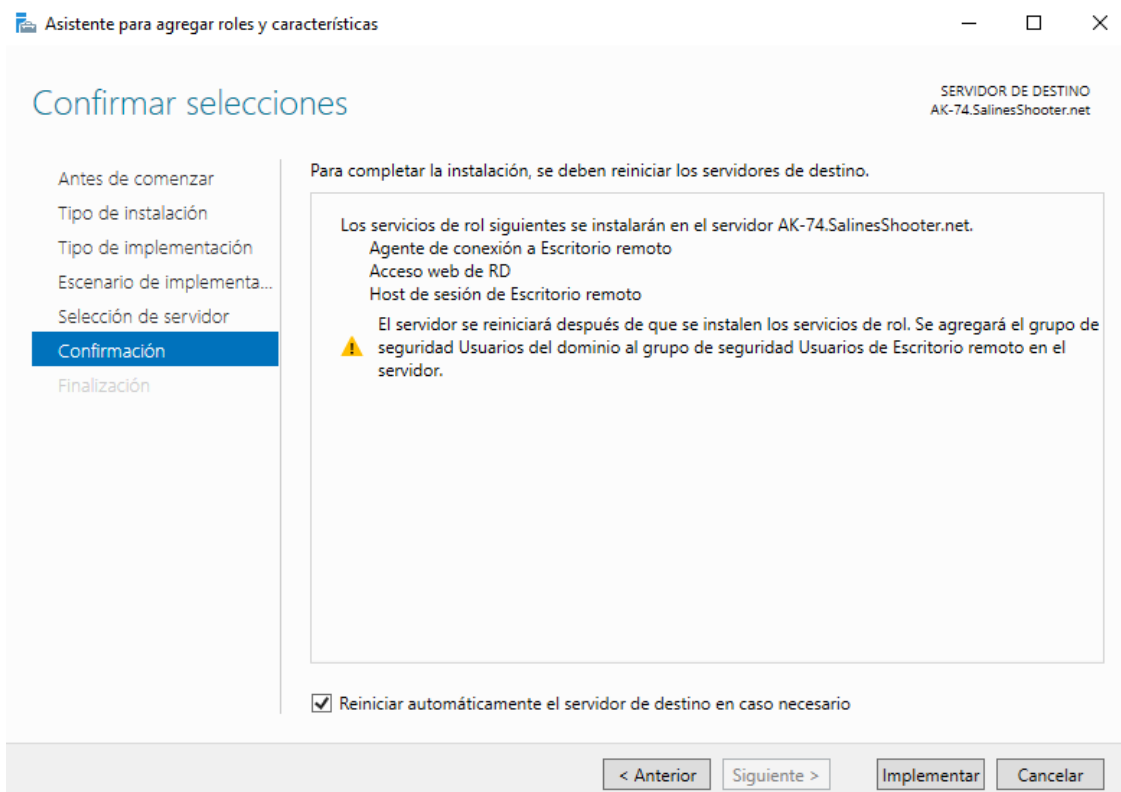 Asistente para agregar roles y características
Confirmar selecciones
SERVIDOR DE DESTINO
AK-74.SalinesShooter.net
Antes de comenzar
Tipo de instalación
Tipo de implementación
Escenario de implementa...
Selección de servidor
Confirmación
Finalización
Para completar la instalación, se deben reiniciar los servidores de destino.
Los servicios de rol siguientes se instalarán en el servidor AK-74.SalinesShooter.net.
Agente de conexión a Escritorio remoto
Acceso web de RD
Host de sesión de Escritorio remoto
El servidor se reiniciará después de que se instalen los servicios de rol. Se agregará el grupo de
seguridad Usuarios del dominio al grupo de seguridad Usuarios de Escritorio remoto en el
servidor.
Reiniciar automáticamente el servidor de destino en caso necesario
< Anterior
Siguiente >
Implementar
Cancelar